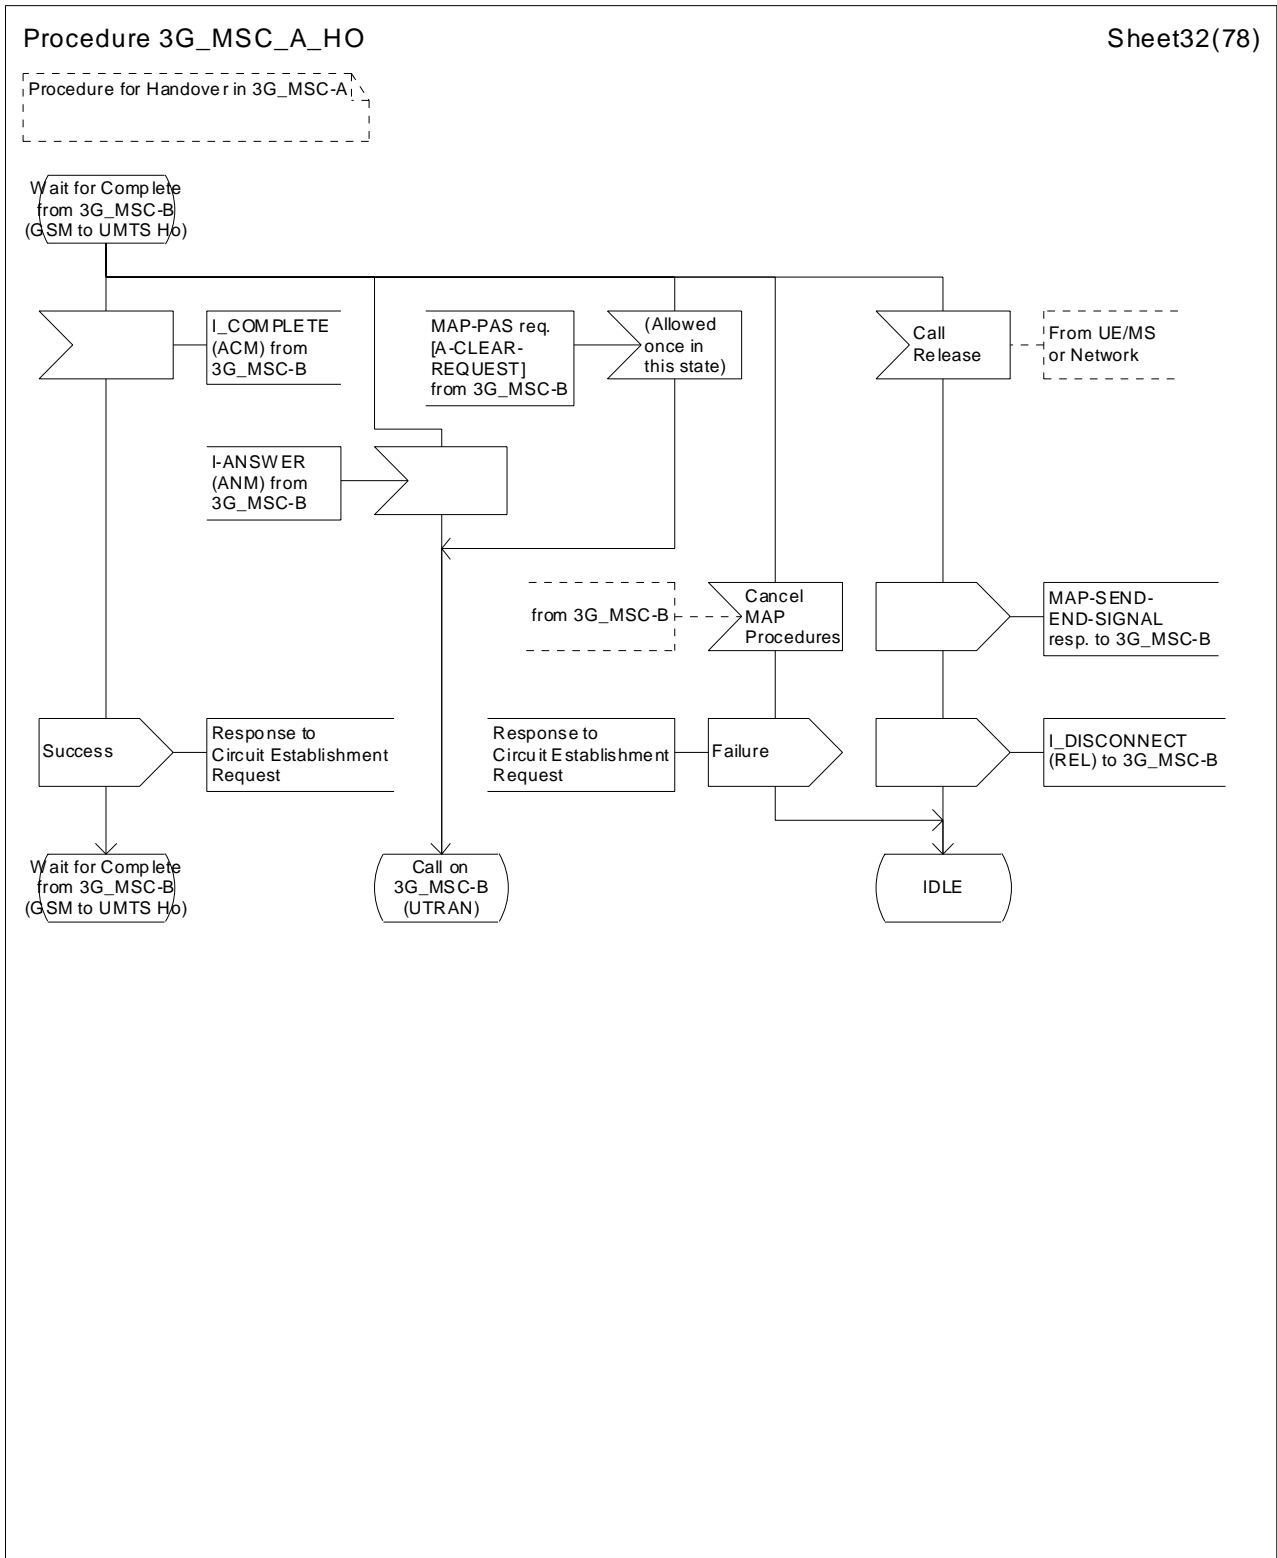 Procedure 3G_MSC_A_HO
Sheet32(78)
Procedure for Handover in 3G_MSC-A
Wait for Complete
from 3G_MSC-B
(GSM to UMTS Ho)
I_COMPLETE
(ACM) from
3G_MSC-B
MAP-PAS req.
[A-CLEAR-
REQUEST]
from 3G_MSC-B
(Allowed
once in
this state)
Call
Release
From UE/MS
or Network
I-ANSWER
(ANM) from
3G_MSC-B
from 3G_MSC-B
Cancel
MAP
Procedures
MAP-SEND-
END-SIGNAL
resp. to 3G_MSC-B
Success
Response to
Circuit Establishment
Request
Response to
Circuit Establishment
Request
Failure
I_DISCONNECT
(REL) to 3G_MSC-B
Wait for Complete
from 3G_MSC-B
(GSM to UMTS Ho)
Call on
3G_MSC-B
(UTRAN)
IDLE